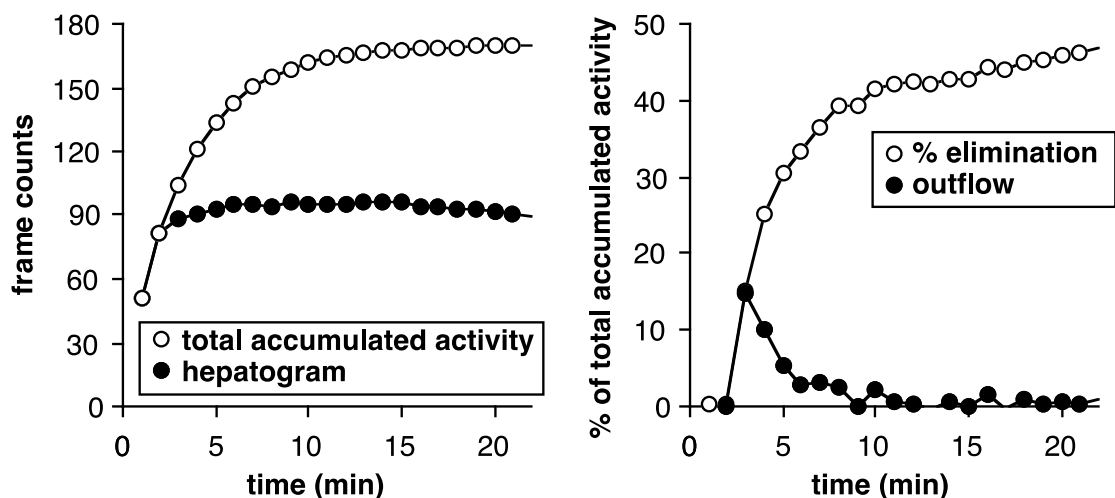 frame counts
180
150
120
90
60
30
0
total accumulated activity
hepatogram
0 5 10 15 20
time (min)
% of total accumulated activity
50
40
30
20
10
0
% elimination
outflow
0 5 10 15 20
time (min)